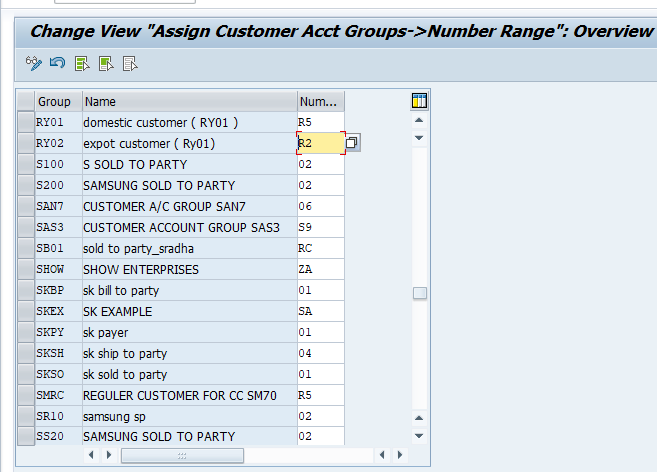 Change View "Assign Customer Acct Groups->Number Range": Overview
Group Name Num...
RY01 domestic customer ( RY01 ) R5
RY02 expot customer ( Ry01) R2
S100 S SOLD TO PARTY 02
S200 SAMSUNG SOLD TO PARTY 02
SAN7 CUSTOMER A/C GROUP SAN7 06
SAS3 CUSTOMER ACCOUNT GROUP SAS3 S9
SB01 sold to party_sradha RC
SHOW SHOW ENTERPRISES ZA
SKBP sk bill to party 01
SKEX SK EXAMPLE SA
SKPY sk payer 01
SKSH sk ship to party 04
SKSO sk sold to party 01
SMRC REGULER CUSTOMER FOR CC SM70 R5
SR10 samsung sp 02
SS20 SAMSUNG SOLD TO PARTY 02